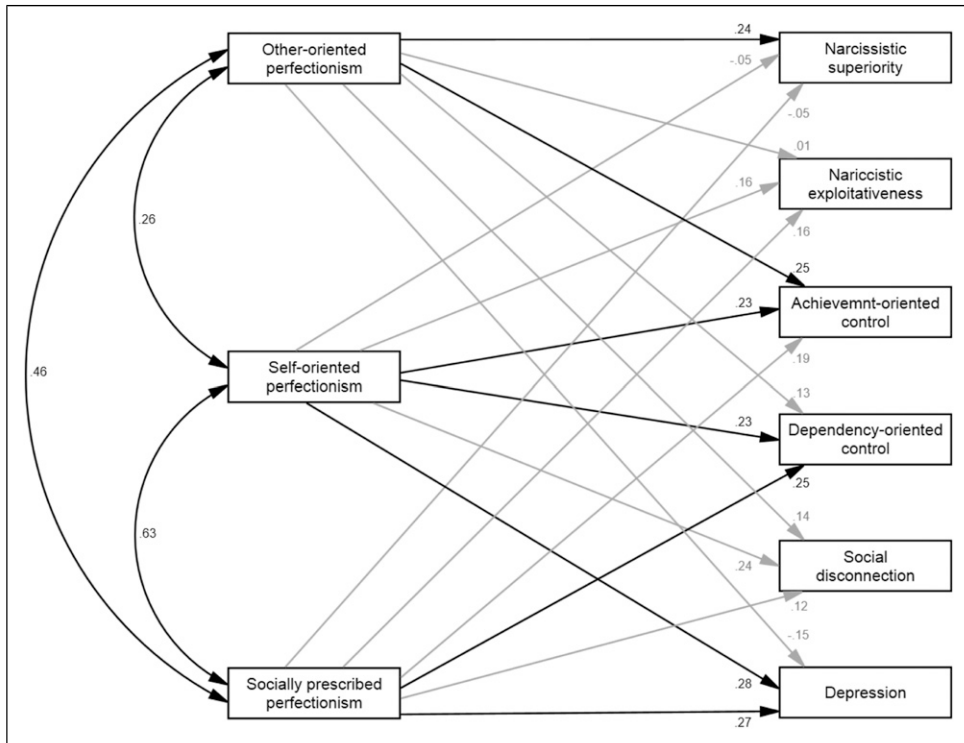 Other-oriented
perfectionism
.24
Narcissistic
superiority
-.05
-.05
.01
Nariccistic
exploitativeness
.16
.16
.26
.25
Achievemnt-oriented
control
.23
.46
Self-oriented
perfectionism
.19
.13
Dependency-oriented
control
.23
.25
.14
.63
Social
disconnection
.24
.12
-.15
Socially prescribed
perfectionism
.28
Depression
.27